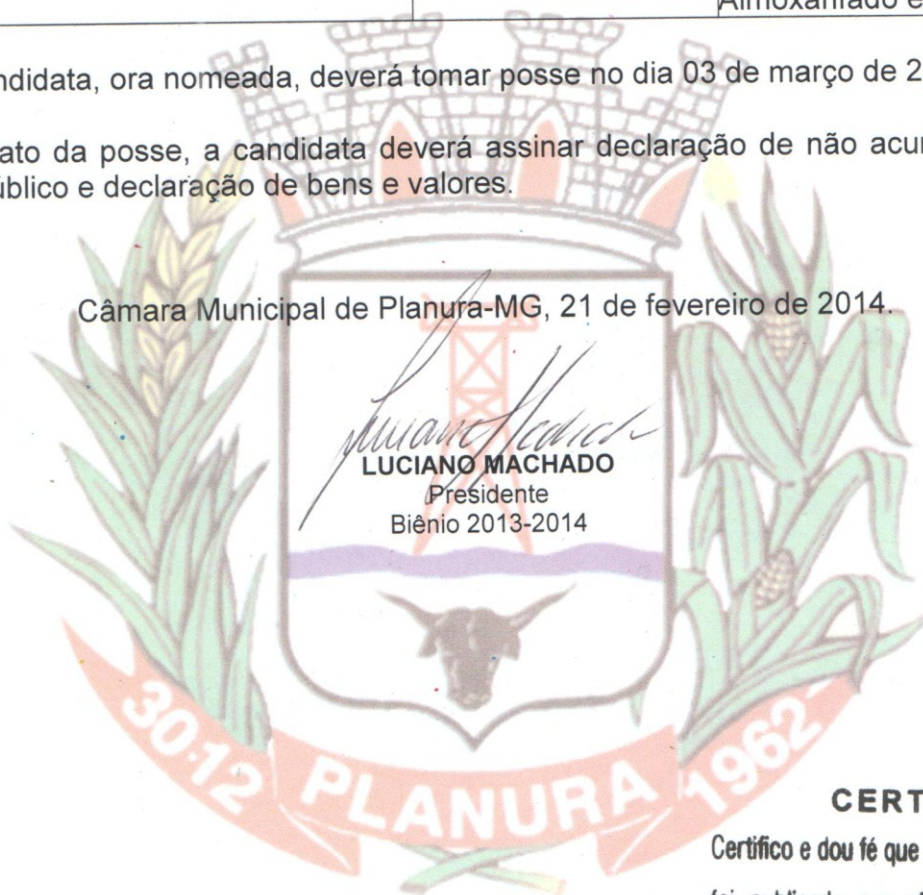 Almoxarifado e
ndidata, ora nomeada, deverá tomar posse no dia 03 de março de 2
ato da posse, a candidata deverá assinar declaração de não acu
úblico e declaração de bens e valores.
Câmara Municipal de Planura-MG, 21 de fevereiro de 2014.
LUCIANO MACHADO
Presidente
Biênio 2013-2014
30-12 PLANURA 1962
CERT
Certifico e dou fé que